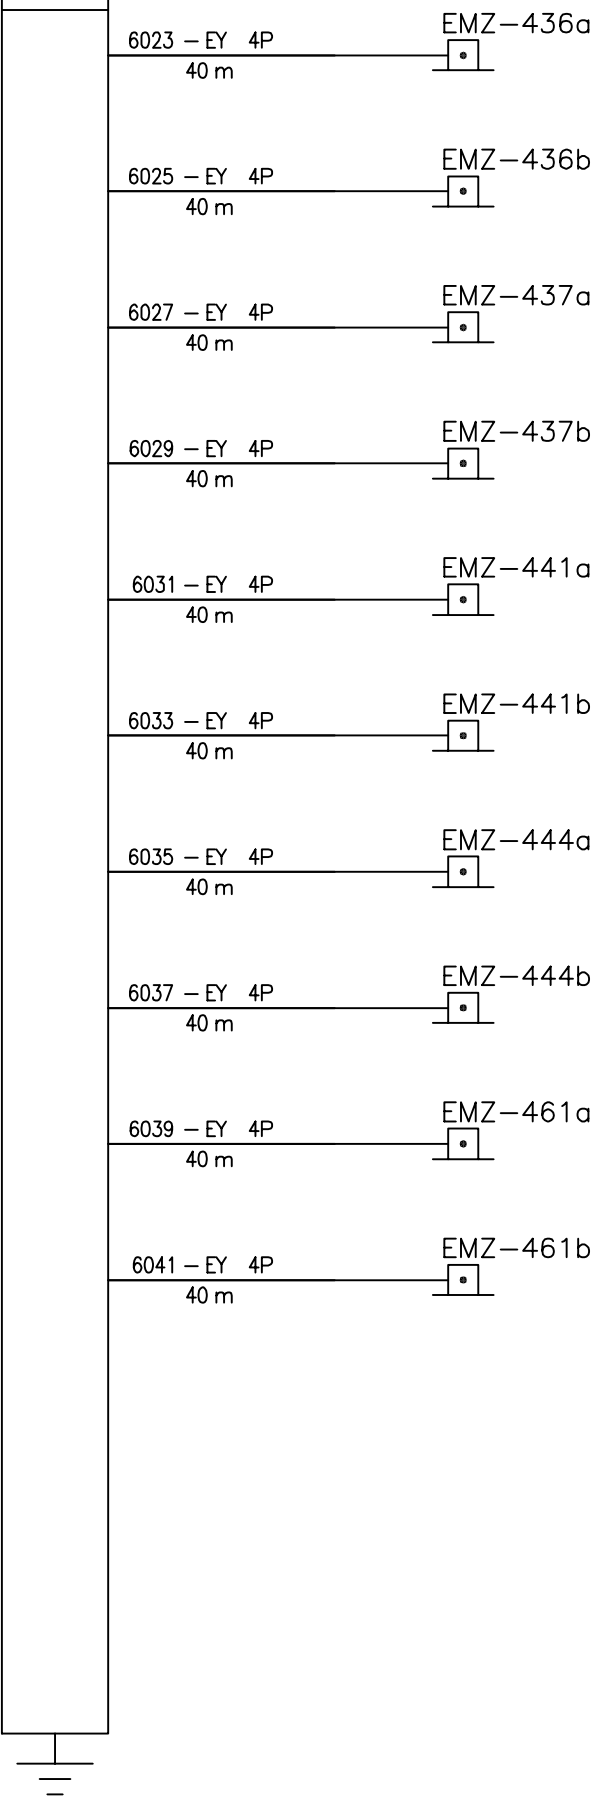 EMZ-436a
6023 - EY 4P
40 m
EMZ-436b
6025 - EY 4P
40 m
EMZ-437a
6027 - EY 4P
40 m
EMZ-437b
6029 - EY 4P
40 m
EMZ-441a
6031 - EY 4P
40 m
EMZ-441b
6033 - EY 4P
40 m
EMZ-444a
6035 - EY 4P
40 m
EMZ-444b
6037 - EY 4P
40 m
EMZ-461a
6039 - EY 4P
40 m
EMZ-461b
6041 - EY 4P
40 m